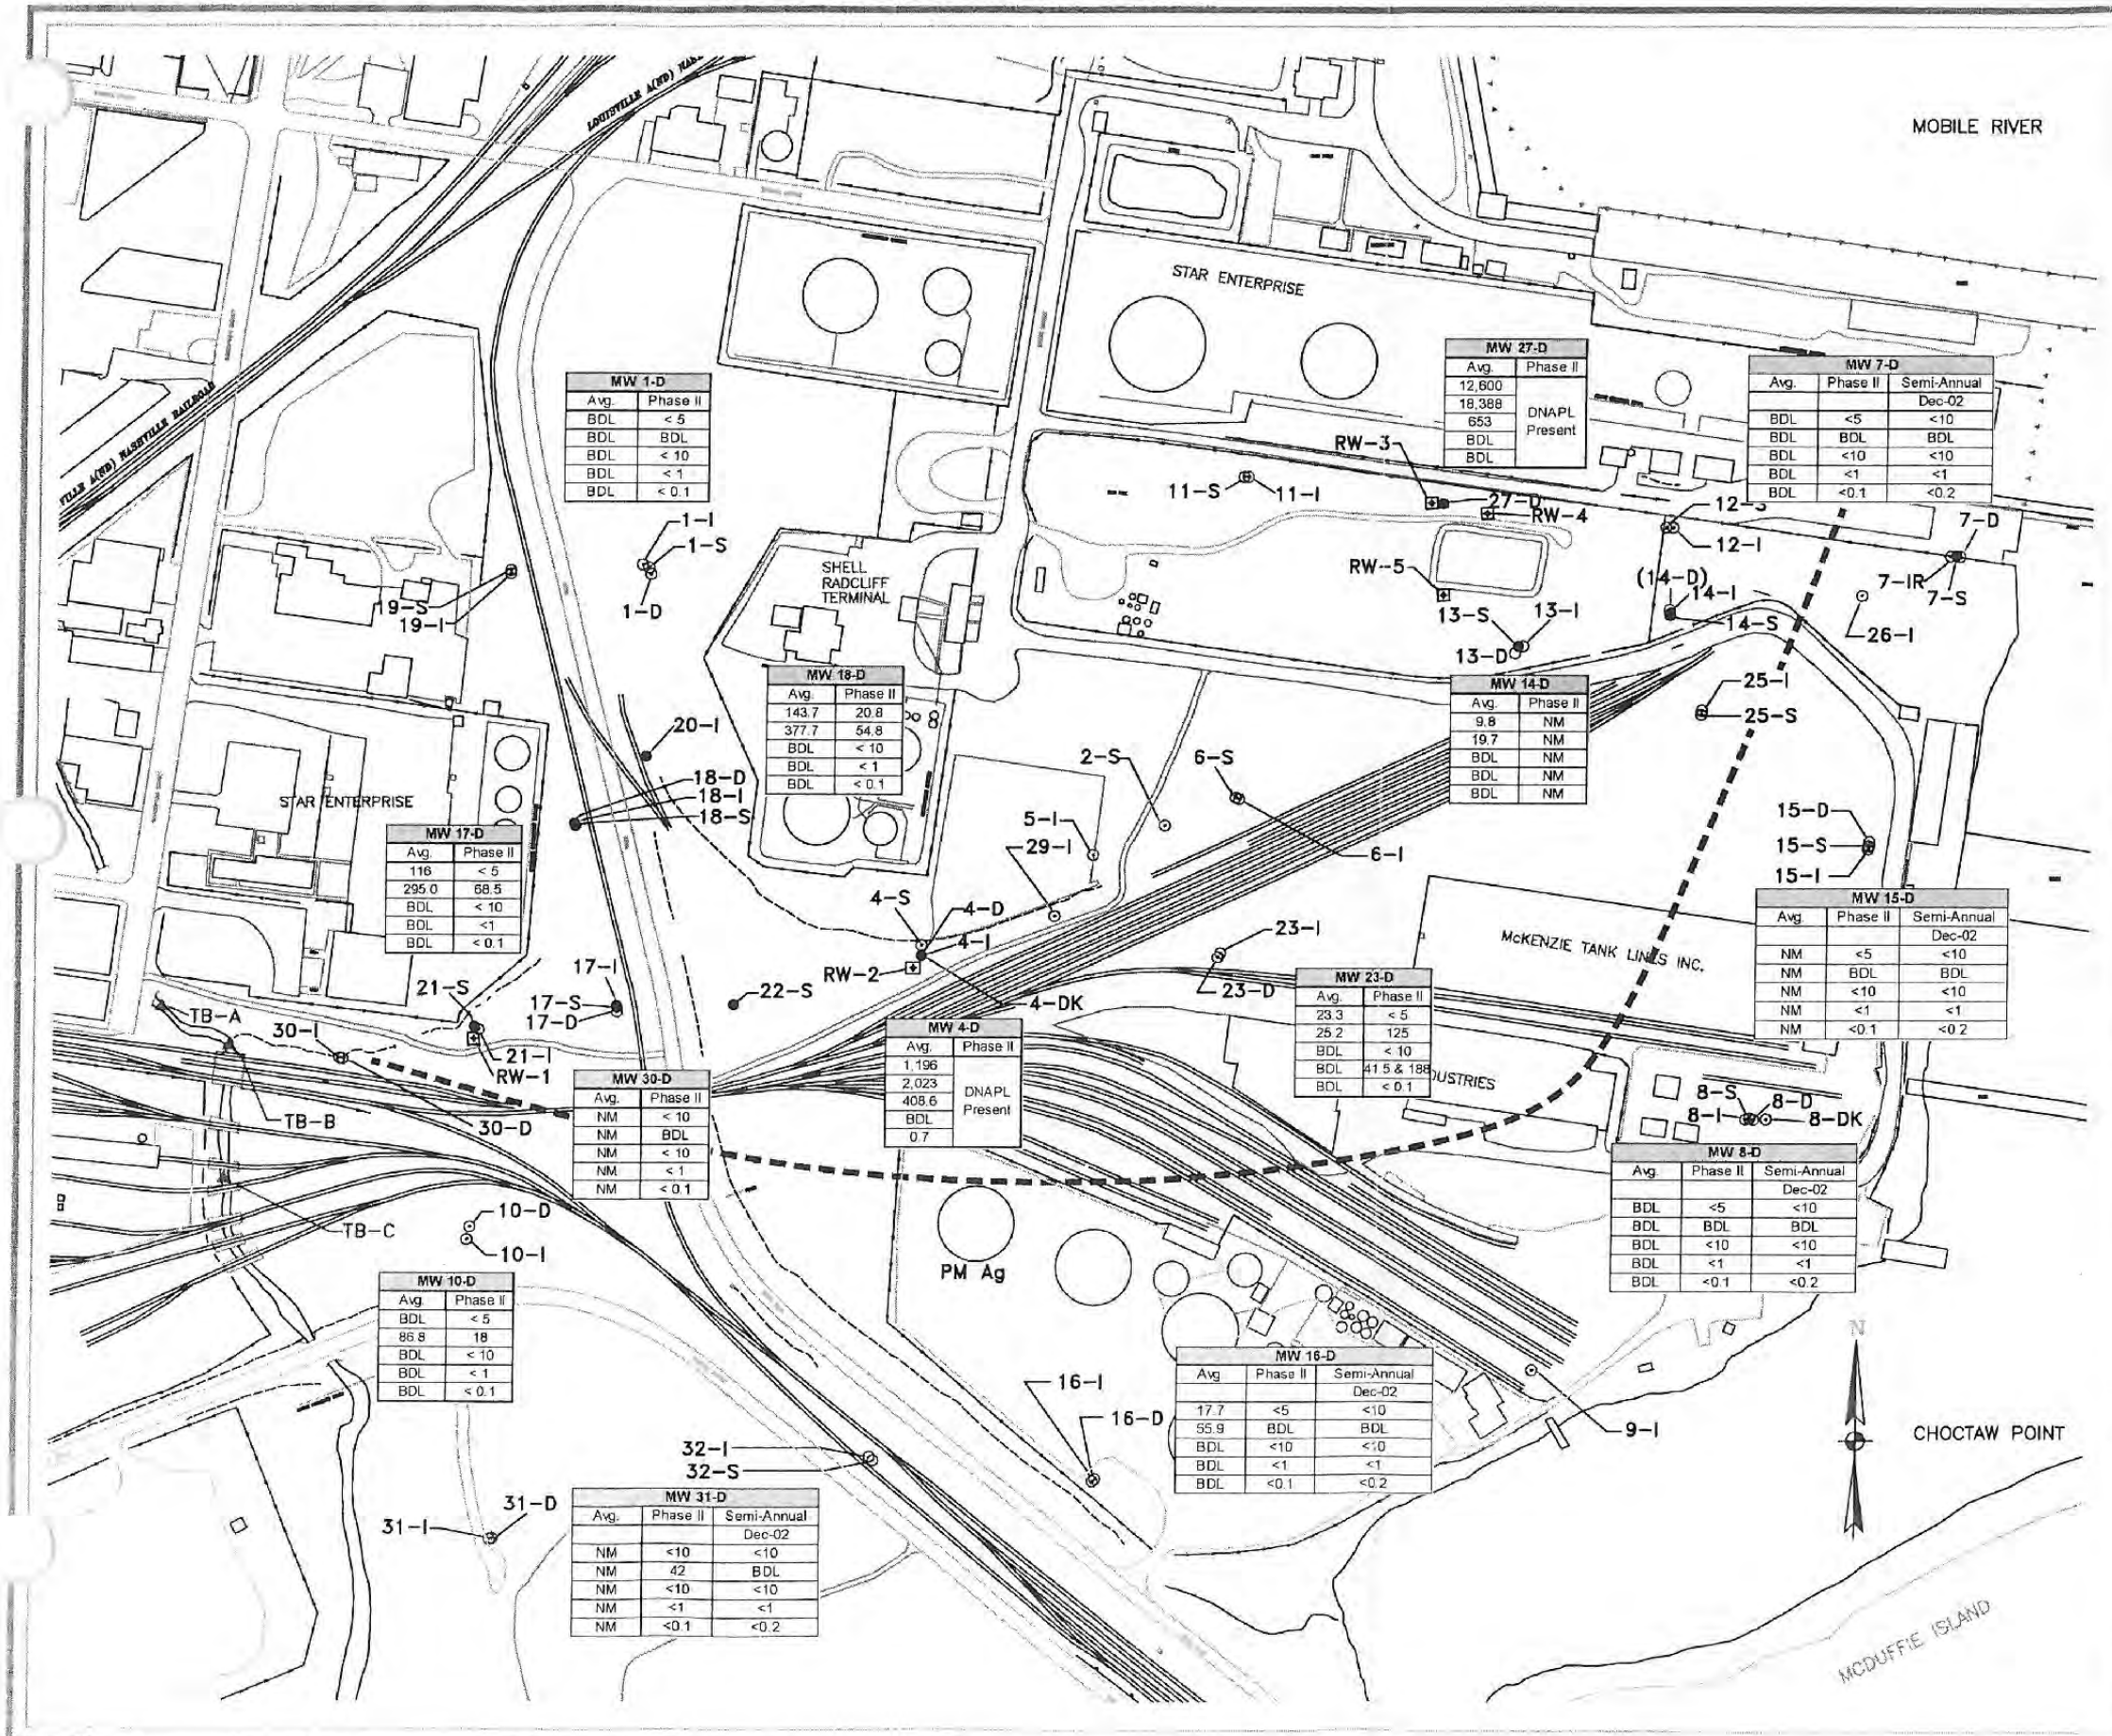 MOBILE RIVER
LOUISVILLE A(ND)
VILLE A(ND) NASHVILLE RAILROAD
STAR ENTERPRISE
MW 27-D
Avg. Phase II
12,600 DNAPL Present
18,388
653
BDL
BDL
MW 7-D
Avg. Phase II Semi-Annual
Dec-02
BDL <5 <10
BDL BDL BDL
BDL <10 <10
BDL <1 <1
BDL <0.1 <0.2
MW 1-D
Avg. Phase II
BDL < 5
BDL BDL
BDL < 10
BDL < 1
BDL < 0.1
RW-3
11-S
11-I
27-D
RW-4
12-S
12-I
7-D
7-IR
7-S
1-I
1-S
1-D
SHELL
RADCLIFF
TERMINAL
RW-5
(14-D)
14-I
14-S
26-I
19-S
19-I
13-S
13-I
13-D
MW 18-D
Avg. Phase II
143.7 20.8
377.7 54.8
BDL < 10
BDL < 1
BDL < 0.1
MW 14-D
Avg. Phase II
9.8 NM
19.7 NM
BDL NM
BDL NM
BDL NM
25-I
25-S
20-I
18-D
18-I
18-S
2-S
6-S
6-I
5-I
29-I
15-D
15-S
15-I
STAR ENTERPRISE
MW 17-D
Avg. Phase II
116 < 5
295.0 68.5
BDL < 10
BDL <1
BDL < 0.1
4-S
4-D
4-I
RW-2
4-DK
23-I
23-D
McKENZIE TANK LINES INC.
MW 15-D
Avg. Phase II Semi-Annual
Dec-02
NM <5 <10
NM BDL BDL
NM <10 <10
NM <1 <1
NM <0.1 <0.2
MW 23-D
Avg. Phase II
23.3 < 5
25.2 125
BDL < 10
BDL 41.5 & 188
BDL < 0.1
17-I
17-S
17-D
22-S
21-S
21-I
RW-1
TB-A
30-I
TB-B
30-D
MW 30-D
Avg. Phase II
NM < 10
NM BDL
NM < 10
NM < 1
NM < 0.1
MW 4-D
Avg. Phase II
1,196 DNAPL Present
2,023
408.6
BDL
0.7
DUSTRIES
8-S
8-D
8-I
8-DK
MW 8-D
Avg. Phase II Semi-Annual
Dec-02
BDL <5 <10
BDL BDL BDL
BDL <10 <10
BDL <1 <1
BDL <0.1 <0.2
TB-C
10-D
10-I
PM Ag
MW 10-D
Avg. Phase II
BDL < 5
86.8 18
BDL < 10
BDL < 1
BDL < 0.1
MW 16-D
Avg Phase II Semi-Annual
Dec-02
17.7 <5 <10
55.9 BDL BDL
BDL <10 <10
BDL <1 <1
BDL <0.1 <0.2
16-I
16-D
9-I
N
CHOCTAW POINT
32-I
32-S
31-D
31-I
MW 31-D
Avg. Phase II Semi-Annual
Dec-02
NM <10 <10
NM 42 BDL
NM <10 <10
NM <1 <1
NM <0.1 <0.2
MCDUFFIE ISLAND